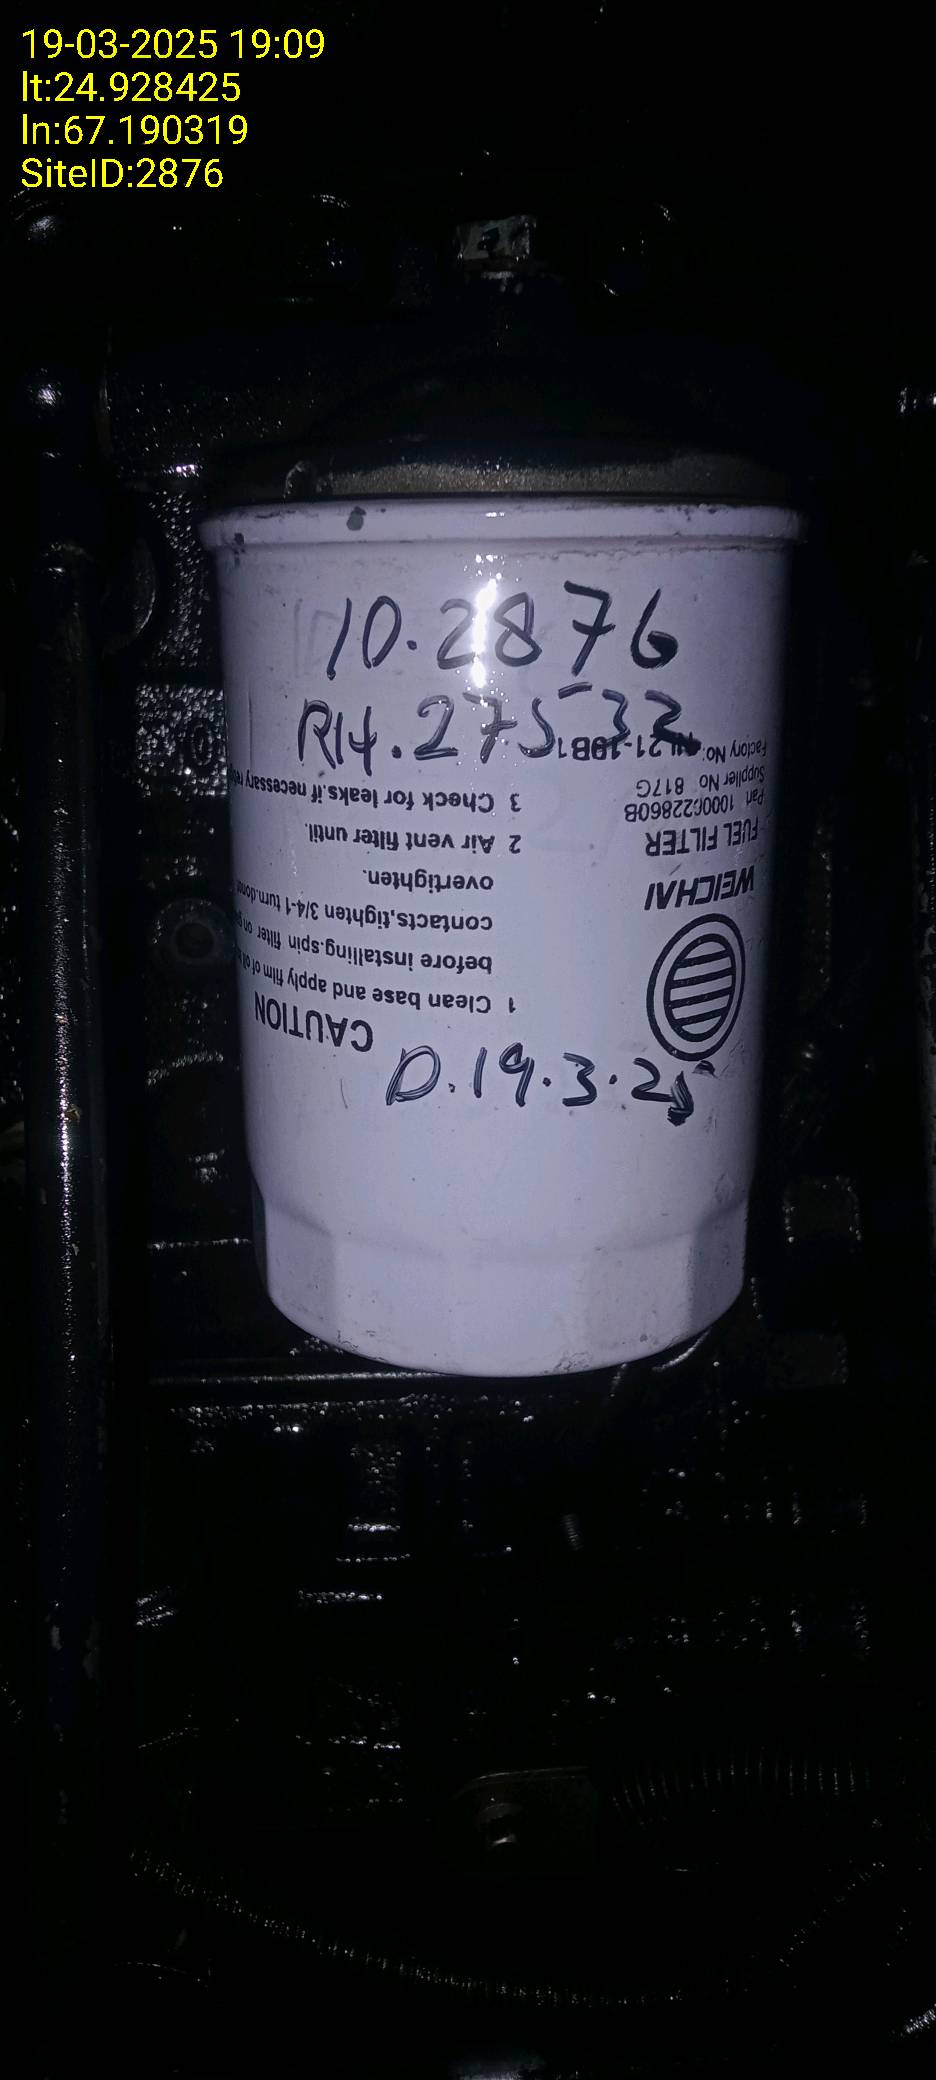 19-03-2025 19:09
lt:24.928425
ln:67.190319
SiteID:2876
ID.2876
RH.27532
D.19.3.25
WEICHAI
FUEL FILTER
Part 1000622860B
Supplier No 817G
Factory No:
CAUTION
1 Clean base and apply film of oil
before installing.spin filter on
contacts,tighten 3/4-1 turn.donot
overtighten.
2 Air vent filter until.
3 Check for leaks.if necessary